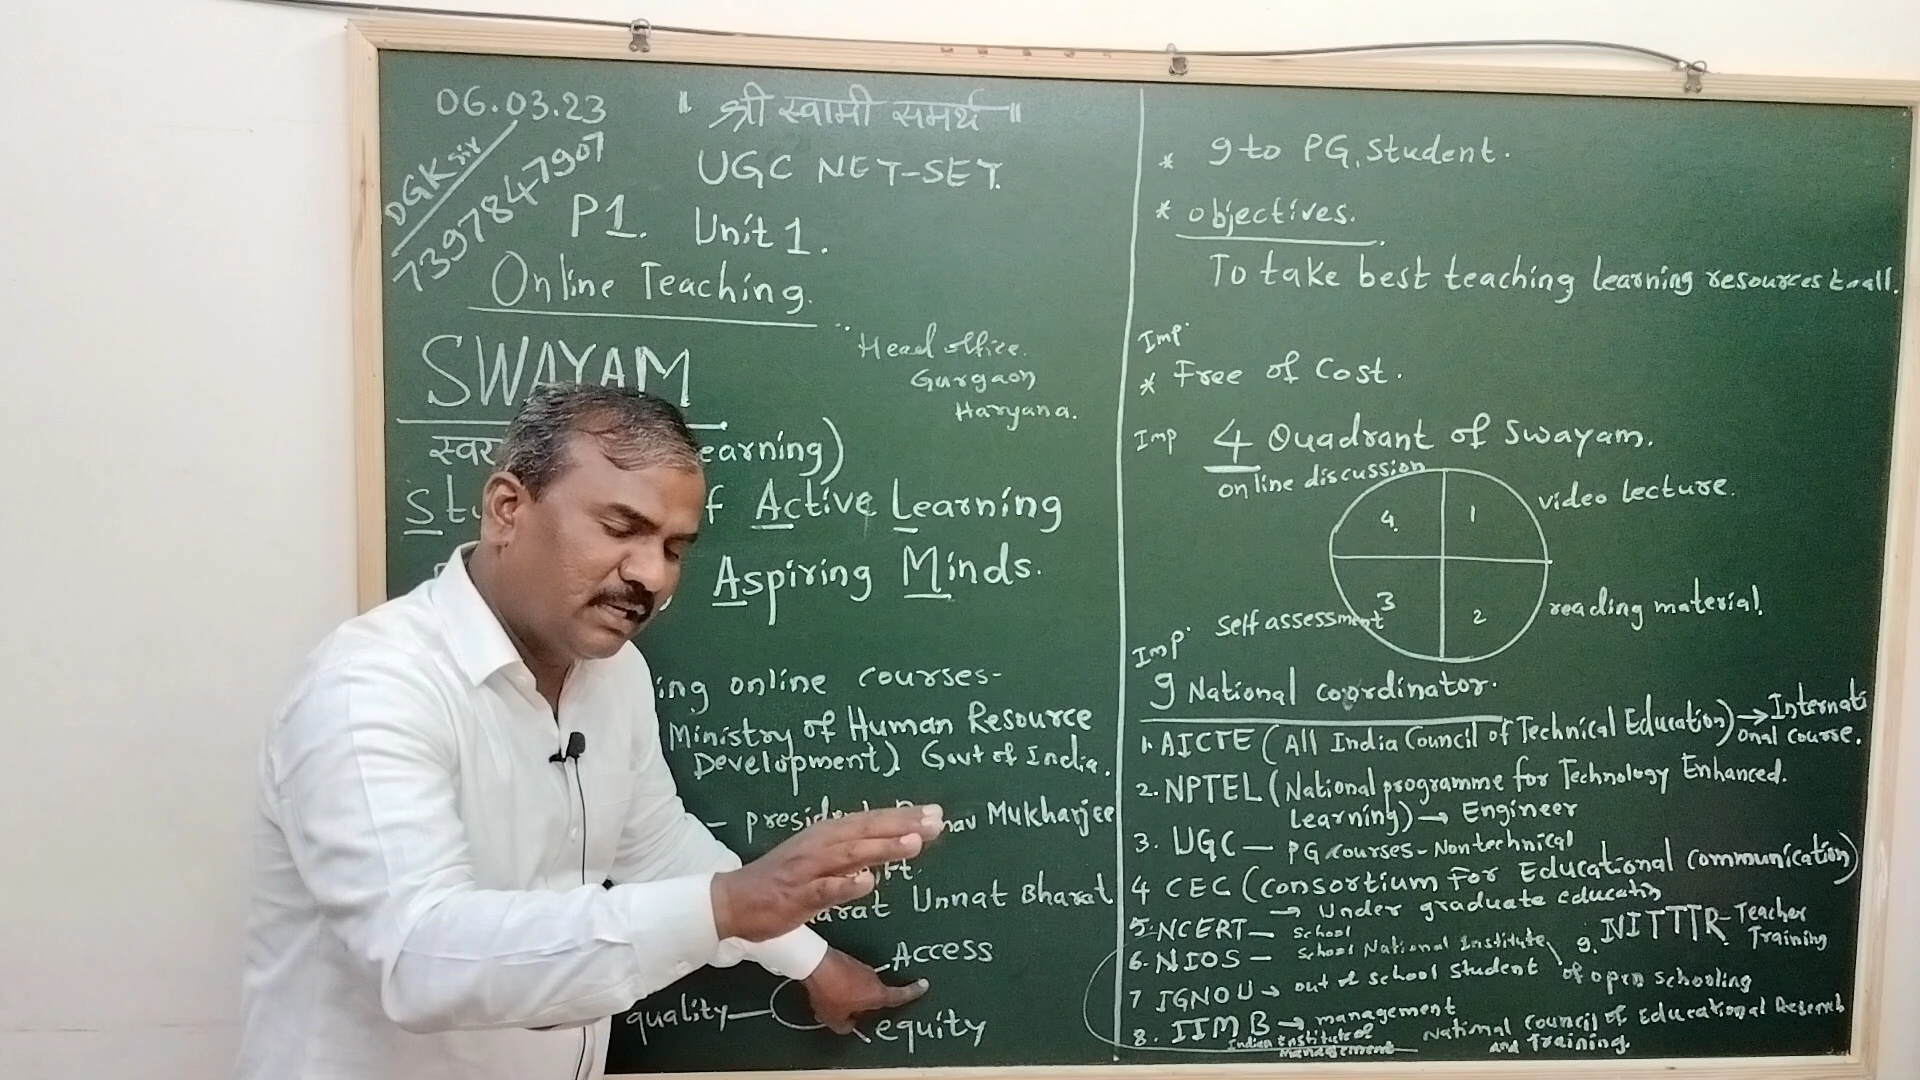 06.03.23
DGK sir
7397847907
" श्री स्वामी समर्थ "
UGC NET-SET.
P1. Unit 1.
Online Teaching.
SWAYAM
Head office.
Gurgaon
Haryana.
earning)
Active Learning
Aspiring Minds.
ing online courses-
Ministry of Human Resource
Development) Govt of India.
- president Mukharjee
Unnat Bharat
Access
quality
equity
* 9 to PG, Student.
* objectives.
To take best teaching learning resources to all.
Imp
* Free of Cost.
Imp 4 Quadrant of Swayam.
online discussion
video lecture.
4.
1
3
2
Self assessment
reading material.
Imp
9 National coordinator.
1. AICTE (All India Council of Technical Education) → International course.
2. NPTEL (National programme for Technology Enhanced.
Learning) → Engineer
3. UGC — PG courses - Nontechnical
4 CEC (Consortium For Educational Communication)
→ Under graduate
5. NCERT — School
9. NITTTR - Teacher Training
6. NIOS — School National Institute of open schooling
7 IGNOU → out of school student
8. IIM B → management
Indian Institute of
management
National Council of Educational Research
and Training.